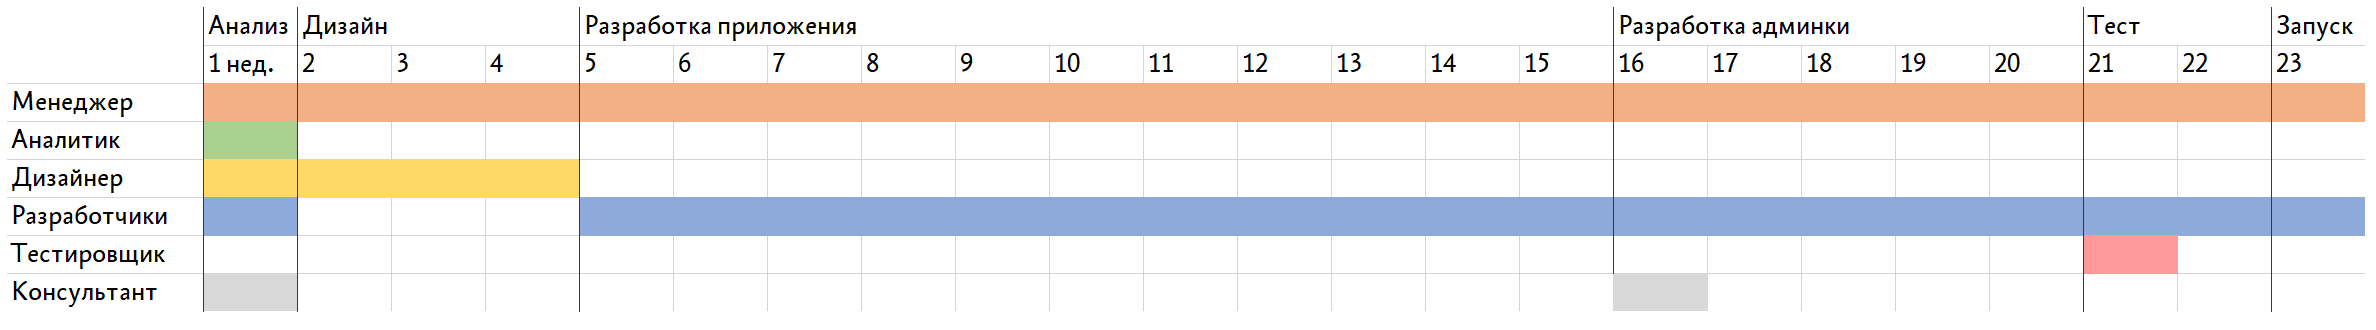 Анализ Дизайн Разработка приложения Разработка админки Тест Запуск
1 нед. 2 3 4 5 6 7 8 9 10 11 12 13 14 15 16 17 18 19 20 21 22 23
Менеджер
Аналитик
Дизайнер
Разработчики
Тестировщик
Консультант